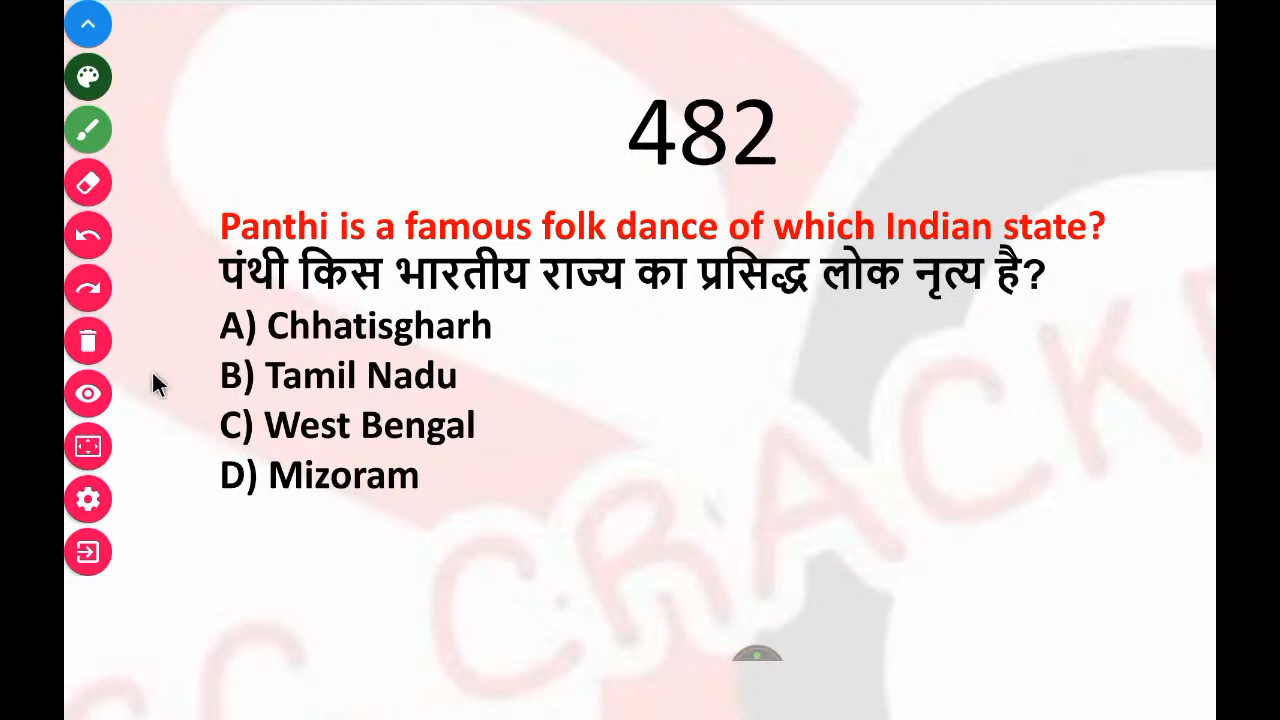 482
Panthi is a famous folk dance of which Indian state?
पंथी किस भारतीय राज्य का प्रसिद्ध लोक नृत्य है?
A) Chhatisgharh
B) Tamil Nadu
C) West Bengal
D) Mizoram